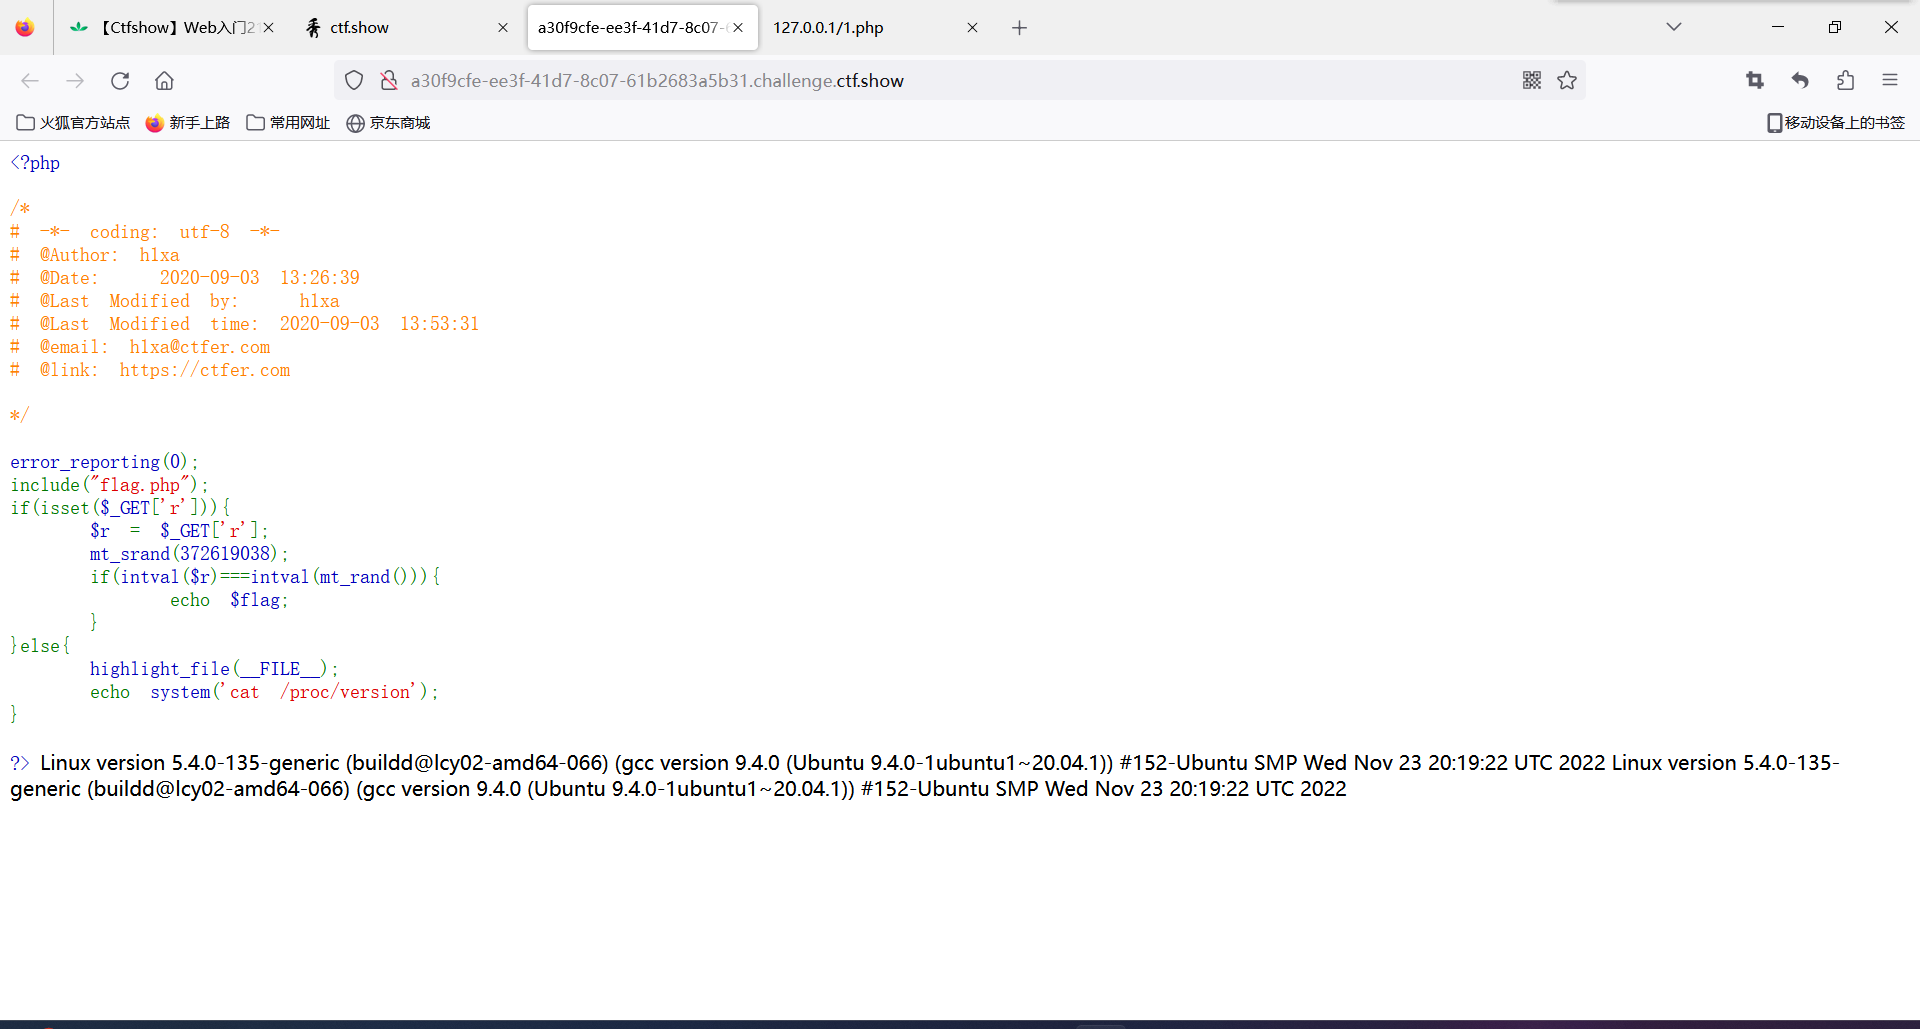 【Ctfshow】Web入门21
ctf.show
a30f9cfe-ee3f-41d7-8c07-
127.0.0.1/1.php
a30f9cfe-ee3f-41d7-8c07-61b2683a5b31.challenge.ctf.show
火狐官方站点 新手上路 常用网址 京东商城 移动设备上的书签
<?php
/*
# -*- coding: utf-8 -*-
# @Author: h1xa
# @Date:   2020-09-03 13:26:39
# @Last Modified by:   h1xa
# @Last Modified time: 2020-09-03 13:53:31
# @email: h1xa@ctfer.com
# @link: https://ctfer.com
*/
error_reporting(0);
include("flag.php");
if(isset($_GET['r'])){
    $r = $_GET['r'];
    mt_srand(372619038);
    if(intval($r)===intval(mt_rand())){
        echo $flag;
    }
}else{
    highlight_file(__FILE__);
    echo system('cat /proc/version');
}
?> Linux version 5.4.0-135-generic (buildd@lcy02-amd64-066) (gcc version 9.4.0 (Ubuntu 9.4.0-1ubuntu1~20.04.1)) #152-Ubuntu SMP Wed Nov 23 20:19:22 UTC 2022 Linux version 5.4.0-135-
generic (buildd@lcy02-amd64-066) (gcc version 9.4.0 (Ubuntu 9.4.0-1ubuntu1~20.04.1)) #152-Ubuntu SMP Wed Nov 23 20:19:22 UTC 2022